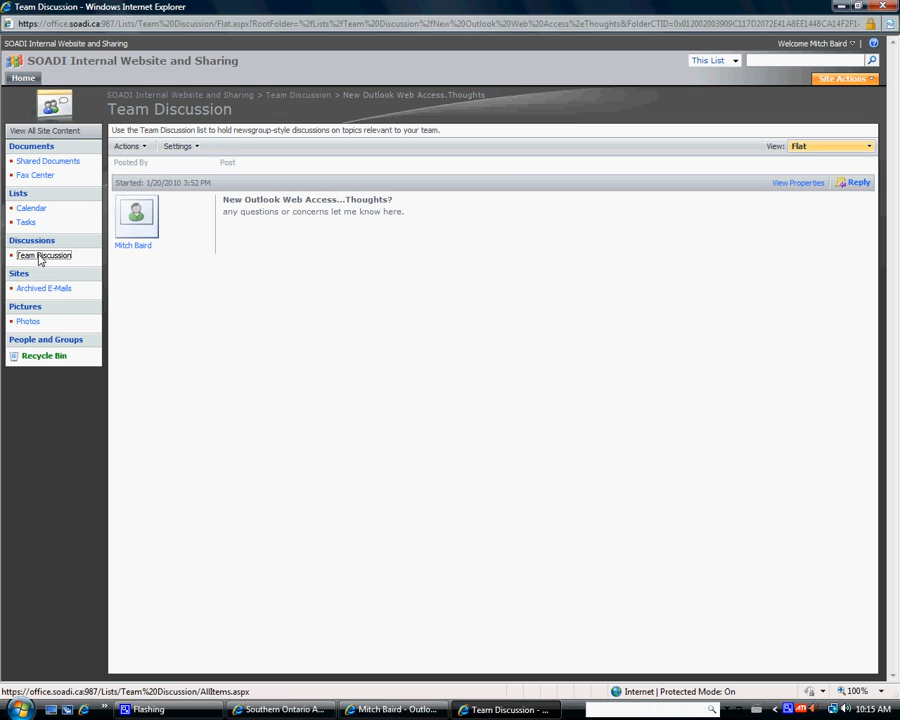 Team Discussion - Windows Internet Explorer
https://office.soadi.ca:987/Lists/Team%20Discussion/Flat.aspx?RootFolder=%2fLists%2fTeam%20Discussion%2fNew%20Outlook%20Web%20Access%2eThoughts&FolderCTID=0x012002003909C117D2072E41A8EE1448CA14F2F1
SOADI Internal Website and Sharing
Welcome Mitch Baird
SOADI Internal Website and Sharing
This List
Home
Site Actions
SOADI Internal Website and Sharing > Team Discussion > New Outlook Web Access.Thoughts
Team Discussion
View All Site Content
Use the Team Discussion list to hold newsgroup-style discussions on topics relevant to your team.
Documents
Actions
Settings
View: Flat
Shared Documents
Posted By
Post
Fax Center
Started: 1/20/2010 3:52 PM
View Properties
Reply
Lists
New Outlook Web Access...Thoughts?
Calendar
any questions or concerns let me know here.
Tasks
Discussions
Mitch Baird
Team Discussion
Sites
Archived E-Mails
Pictures
Photos
People and Groups
Recycle Bin
https://office.soadi.ca:987/Lists/Team%20Discussion/AllItems.aspx
Internet | Protected Mode: On
100%
Flashing
Southern Ontario A...
Mitch Baird - Outlo...
Team Discussion - ...
10:15 AM